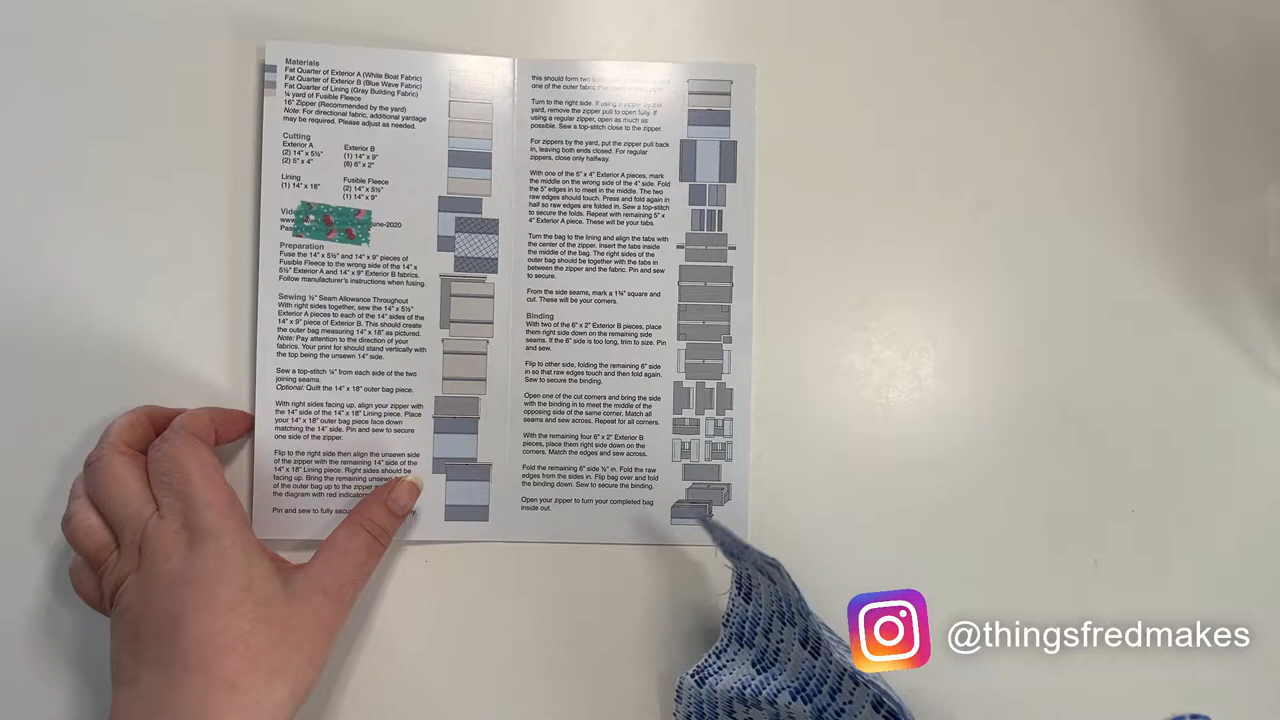 Materials
Fat Quarter of Exterior A (White Boat Fabric)
Fat Quarter of Exterior B (Blue Wave Fabric)
Fat Quarter of Lining (Gray Building Fabric)
¼ yard of Fusible Fleece
16" Zipper (Recommended by the yard)
Note: For directional fabric, additional yardage
may be required. Please adjust as needed.
Cutting
Exterior A
(2) 14" x 5½"
(2) 5" x 4"
Exterior B
(1) 14" x 9"
(6) 6" x 2"
Lining
(1) 14" x 18"
Fusible Fleece
(2) 14" x 5½"
(1) 14" x 9"
june-2020
Preparation
Fuse the 14" x 5½" and 14" x 9" pieces of
Fusible Fleece to the wrong side of the 14" x
5½" Exterior A and 14" x 9" Exterior B fabrics.
Follow manufacturer's instructions when fusing.
Sewing ½" Seam Allowance Throughout
With right sides together, sew the 14" x 5½"
Exterior A pieces to each of the 14" sides of the
14" x 9" piece of Exterior B. This should create
the outer bag measuring 14" x 18" as pictured.
Note: Pay attention to the direction of your
fabrics. Your print for should stand vertically with
the top being the unsewn 14" side.
Sew a top-stitch ¼" from each side of the two
joining seams.
Optional: Quilt the 14" x 18" outer bag piece.
With right sides facing up, align your zipper with
the 14" side of the 14" x 18" Lining piece. Place
your 14" x 18" outer bag piece face down
matching the 14" side. Pin and sew to secure
one side of the zipper.
Flip to the right side then align the unsewn side
of the zipper with the remaining 14" side of the
14" x 18" Lining piece. Right sides should be
facing up. Bring the remaining unsewn
of the outer bag up to the zipper
the diagram with red
Pin and sew to fully
this should form two
one of the outer fabric
Turn to the right side. If using a zipper by the
yard, remove the zipper pull to open fully. If
using a regular zipper, open as much as
possible. Sew a top-stitch close to the zipper.
For zippers by the yard, put the zipper pull back
in, leaving both ends closed. For regular
zippers, close only halfway.
With one of the 5" x 4" Exterior A pieces, mark
the middle on the wrong side of the 4" side. Fold
the 5" edges in to meet in the middle. The two
raw edges should touch. Press and fold again in
half so raw edges are folded in. Sew a top-stitch
to secure the folds. Repeat with remaining 5" x
4" Exterior A piece. These will be your tabs.
Turn the bag to the lining and align the tabs with
the center of the zipper. Insert the tabs inside
the middle of the bag. The right sides of the
outer bag should be together with the tabs in
between the zipper and the fabric. Pin and sew
to secure.
From the side seams, mark a 1¾" square and
cut. These will be your corners.
Binding
With two of the 6" x 2" Exterior B pieces, place
them right side down on the remaining side
seams. If the 6" side is too long, trim to size. Pin
and sew.
Flip to other side, folding the remaining 6" side
in so that raw edges touch and then fold again.
Sew to secure the binding.
Open one of the cut corners and bring the side
with the binding in to meet the middle of the
opposing side of the same corner. Match all
seams and sew across. Repeat for all corners.
With the remaining four 6" x 2" Exterior B
pieces, place them right side down on the
corners. Match the edges and sew across.
Fold the remaining 6" side ½" in. Fold the raw
edges from the sides in. Flip bag over and fold
the binding down. Sew to secure the binding.
Open your zipper to turn your completed bag
inside out.
@thingsfredmakes